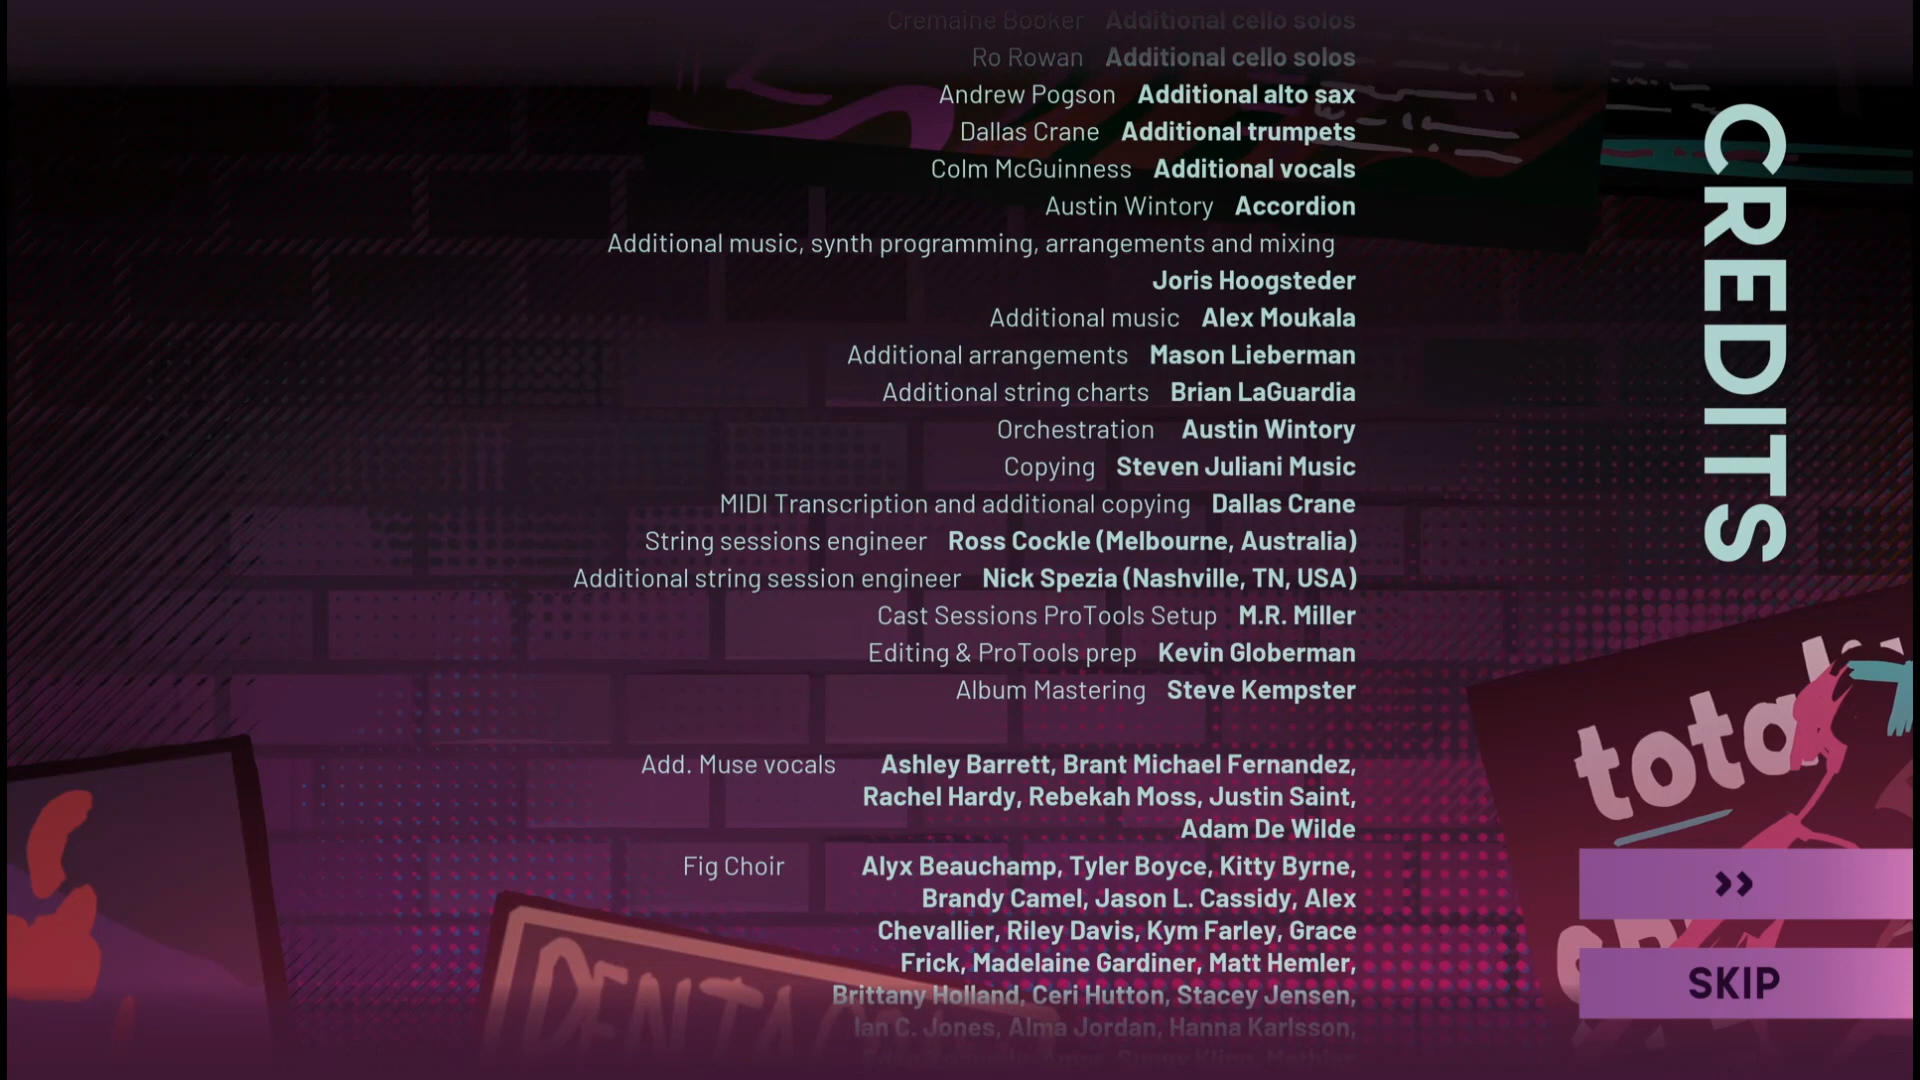 Cremaine Booker Additional cello solos
Ro Rowan Additional cello solos
Andrew Pogson Additional alto sax
Dallas Crane Additional trumpets
Colm McGuinness Additional vocals
Austin Wintory Accordion
Additional music, synth programming, arrangements and mixing
Joris Hoogsteder
Additional music Alex Moukala
Additional arrangements Mason Lieberman
Additional string charts Brian LaGuardia
Orchestration Austin Wintory
Copying Steven Juliani Music
MIDI Transcription and additional copying Dallas Crane
String sessions engineer Ross Cockle (Melbourne, Australia)
Additional string session engineer Nick Spezia (Nashville, TN, USA)
Cast Sessions ProTools Setup M.R. Miller
Editing & ProTools prep Kevin Globerman
Album Mastering Steve Kempster
Add. Muse vocals Ashley Barrett, Brant Michael Fernandez,
Rachel Hardy, Rebekah Moss, Justin Saint,
Adam De Wilde
Fig Choir Alyx Beauchamp, Tyler Boyce, Kitty Byrne,
Brandy Camel, Jason L. Cassidy, Alex
Chevallier, Riley Davis, Kym Farley, Grace
Frick, Madelaine Gardiner, Matt Hemler,
Brittany Holland, Ceri Hutton, Stacey Jensen,
Ian C. Jones, Alma Jordan, Hanna Karlsson,
CREDITS
>>
SKIP